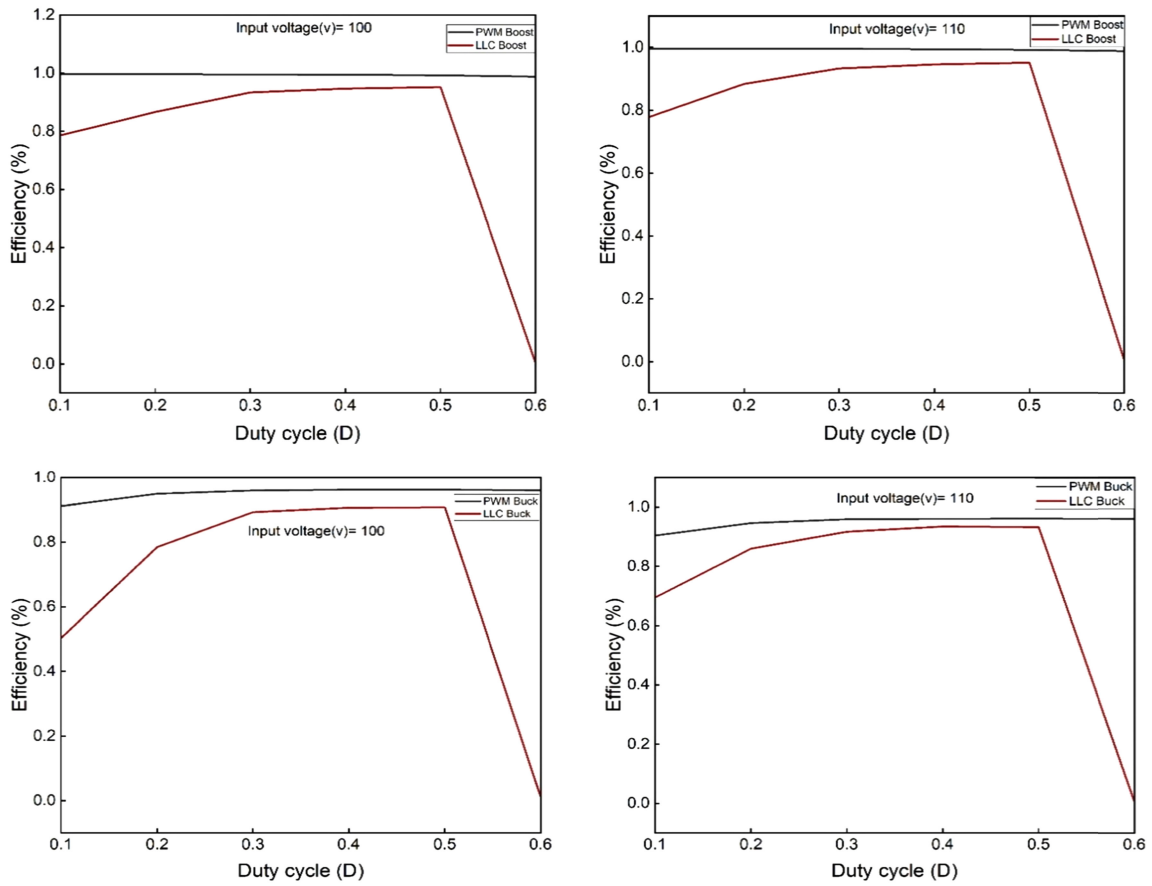 Input voltage(v)= 100
PWM Boost
LLC Boost
1.2
1.0
0.8
0.6
0.4
0.2
0.0
Efficiency (%)
0.1 0.2 0.3 0.4 0.5 0.6
Duty cycle (D)
Input voltage(v)= 110
PWM Boost
LLC Boost
1.0
0.8
0.6
0.4
0.2
0.0
Efficiency (%)
0.1 0.2 0.3 0.4 0.5 0.6
Duty cycle (D)
PWM Buck
LLC Buck
Input voltage(v)= 100
1.0
0.8
0.6
0.4
0.2
0.0
Efficiency (%)
0.1 0.2 0.3 0.4 0.5 0.6
Duty cycle (D)
Input voltage(v)= 110
PWM Buck
LLC Buck
1.0
0.8
0.6
0.4
0.2
0.0
Efficiency (%)
0.1 0.2 0.3 0.4 0.5 0.6
Duty cycle (D)